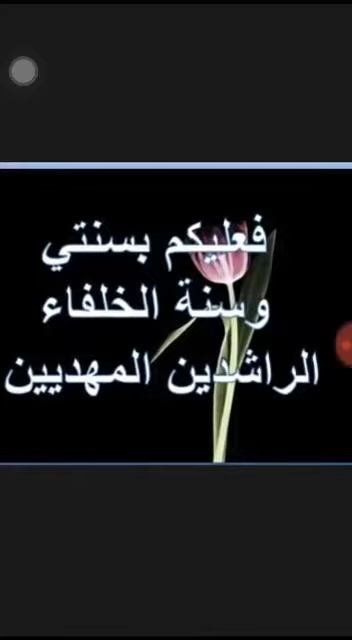 فعليكم بسنتي
وسنة الخلفاء
الراشدين المهديين